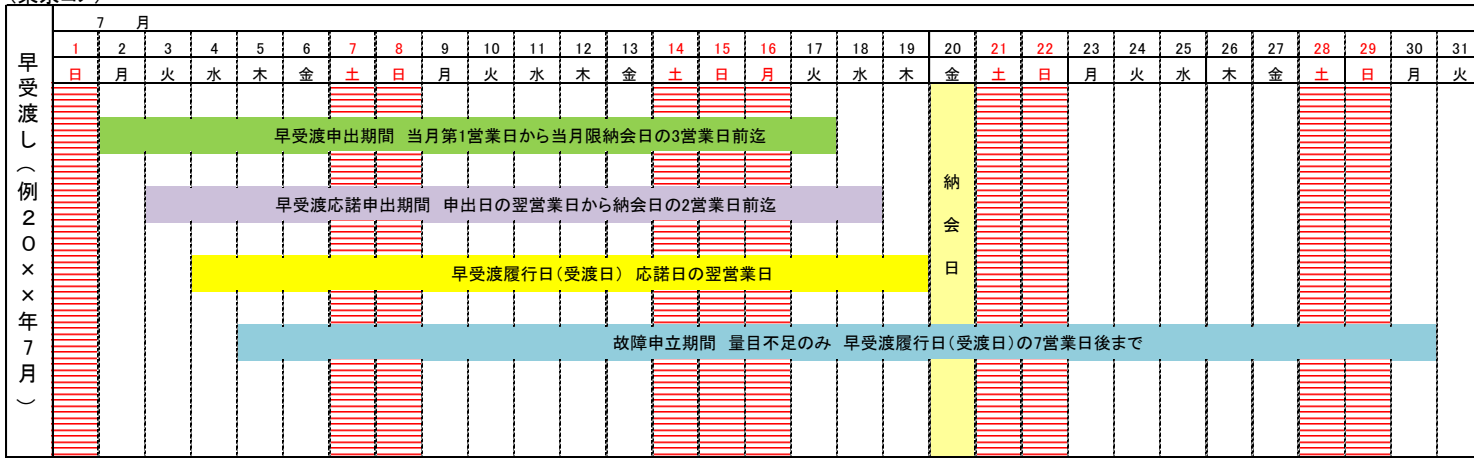 7 月
1 2 3 4 5 6 7 8 9 10 11 12 13 14 15 16 17 18 19 20 21 22 23 24 25 26 27 28 29 30 31
日 月 火 水 木 金 土 日 月 火 水 木 金 土 日 月 火 水 木 金 土 日 月 火 水 木 金 土 日 月 火
早受渡し(例20××年7月)
早受渡申出期間 当月第1営業日から当月限納会日の3営業日前迄
早受渡応諾申出期間 申出日の翌営業日から納会日の2営業日前迄
早受渡履行日(受渡日) 応諾日の翌営業日
故障申立期間 量目不足のみ 早受渡履行日(受渡日)の7営業日後まで
納会日